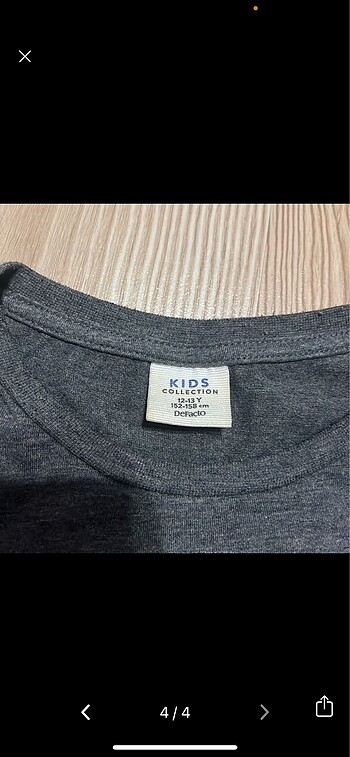 KIDS
COLLECTION
12-13 Y
152-158 cm
DeFacto
4/4